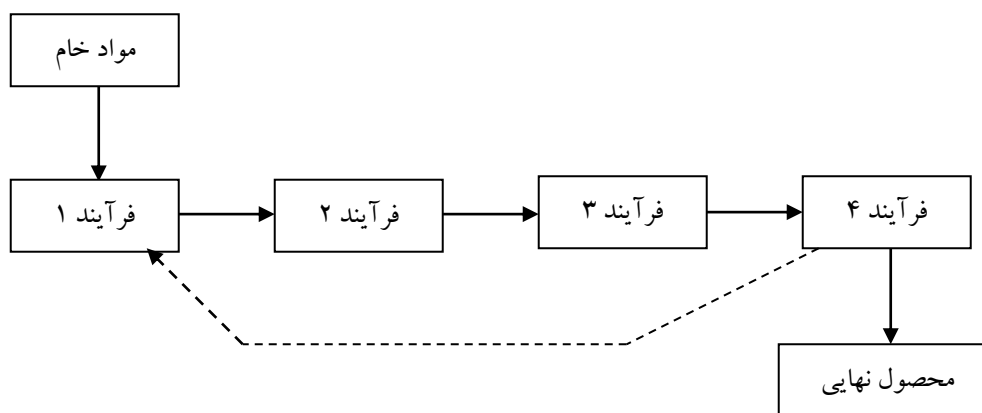 مواد خام
فرآیند ۱
فرآیند ۲
فرآیند ۳
فرآیند ۴
محصول نهایی